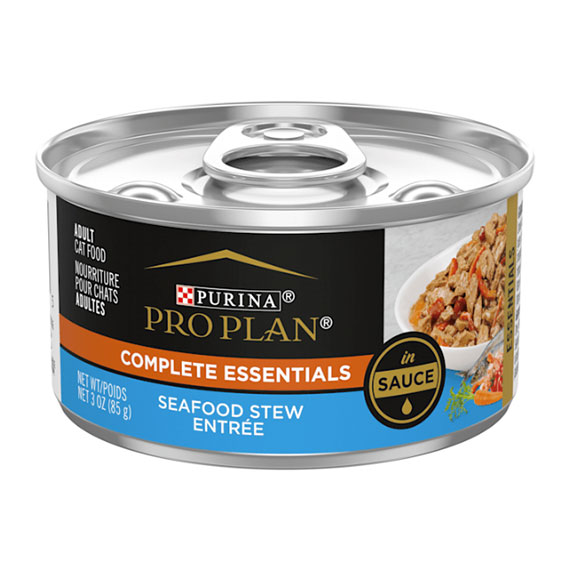 ADULT
CAT FOOD
NOURRITURE
POUR CHATS
ADULTES
PURINA®
PRO PLAN®
COMPLETE ESSENTIALS
in
SAUCE
NET WT/POIDS
NET 3 OZ (85 g)
SEAFOOD STEW
ENTRÉE
ESSENTIALS